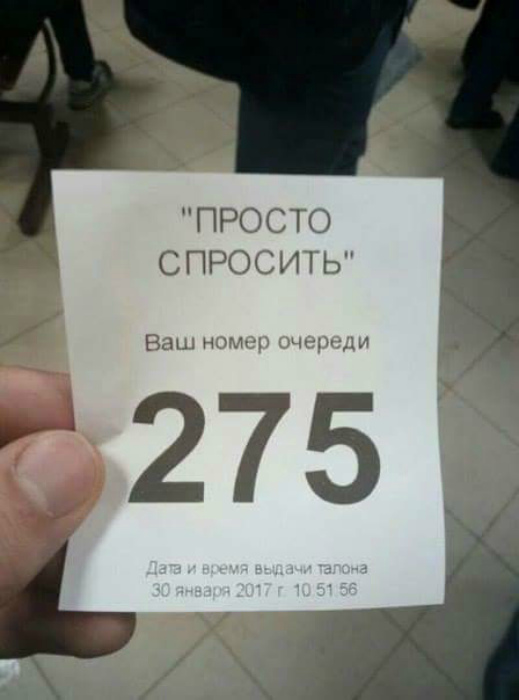 "ПРОСТО
СПРОСИТЬ"
Ваш номер очереди
275
Дата и время выдачи талона
30 января 2017 г. 10:51:56